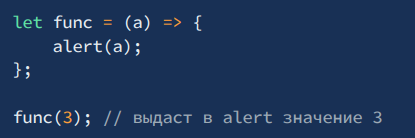 let func = (a) => {
    alert(a);
};

func(3); // выдаст в alert значение 3